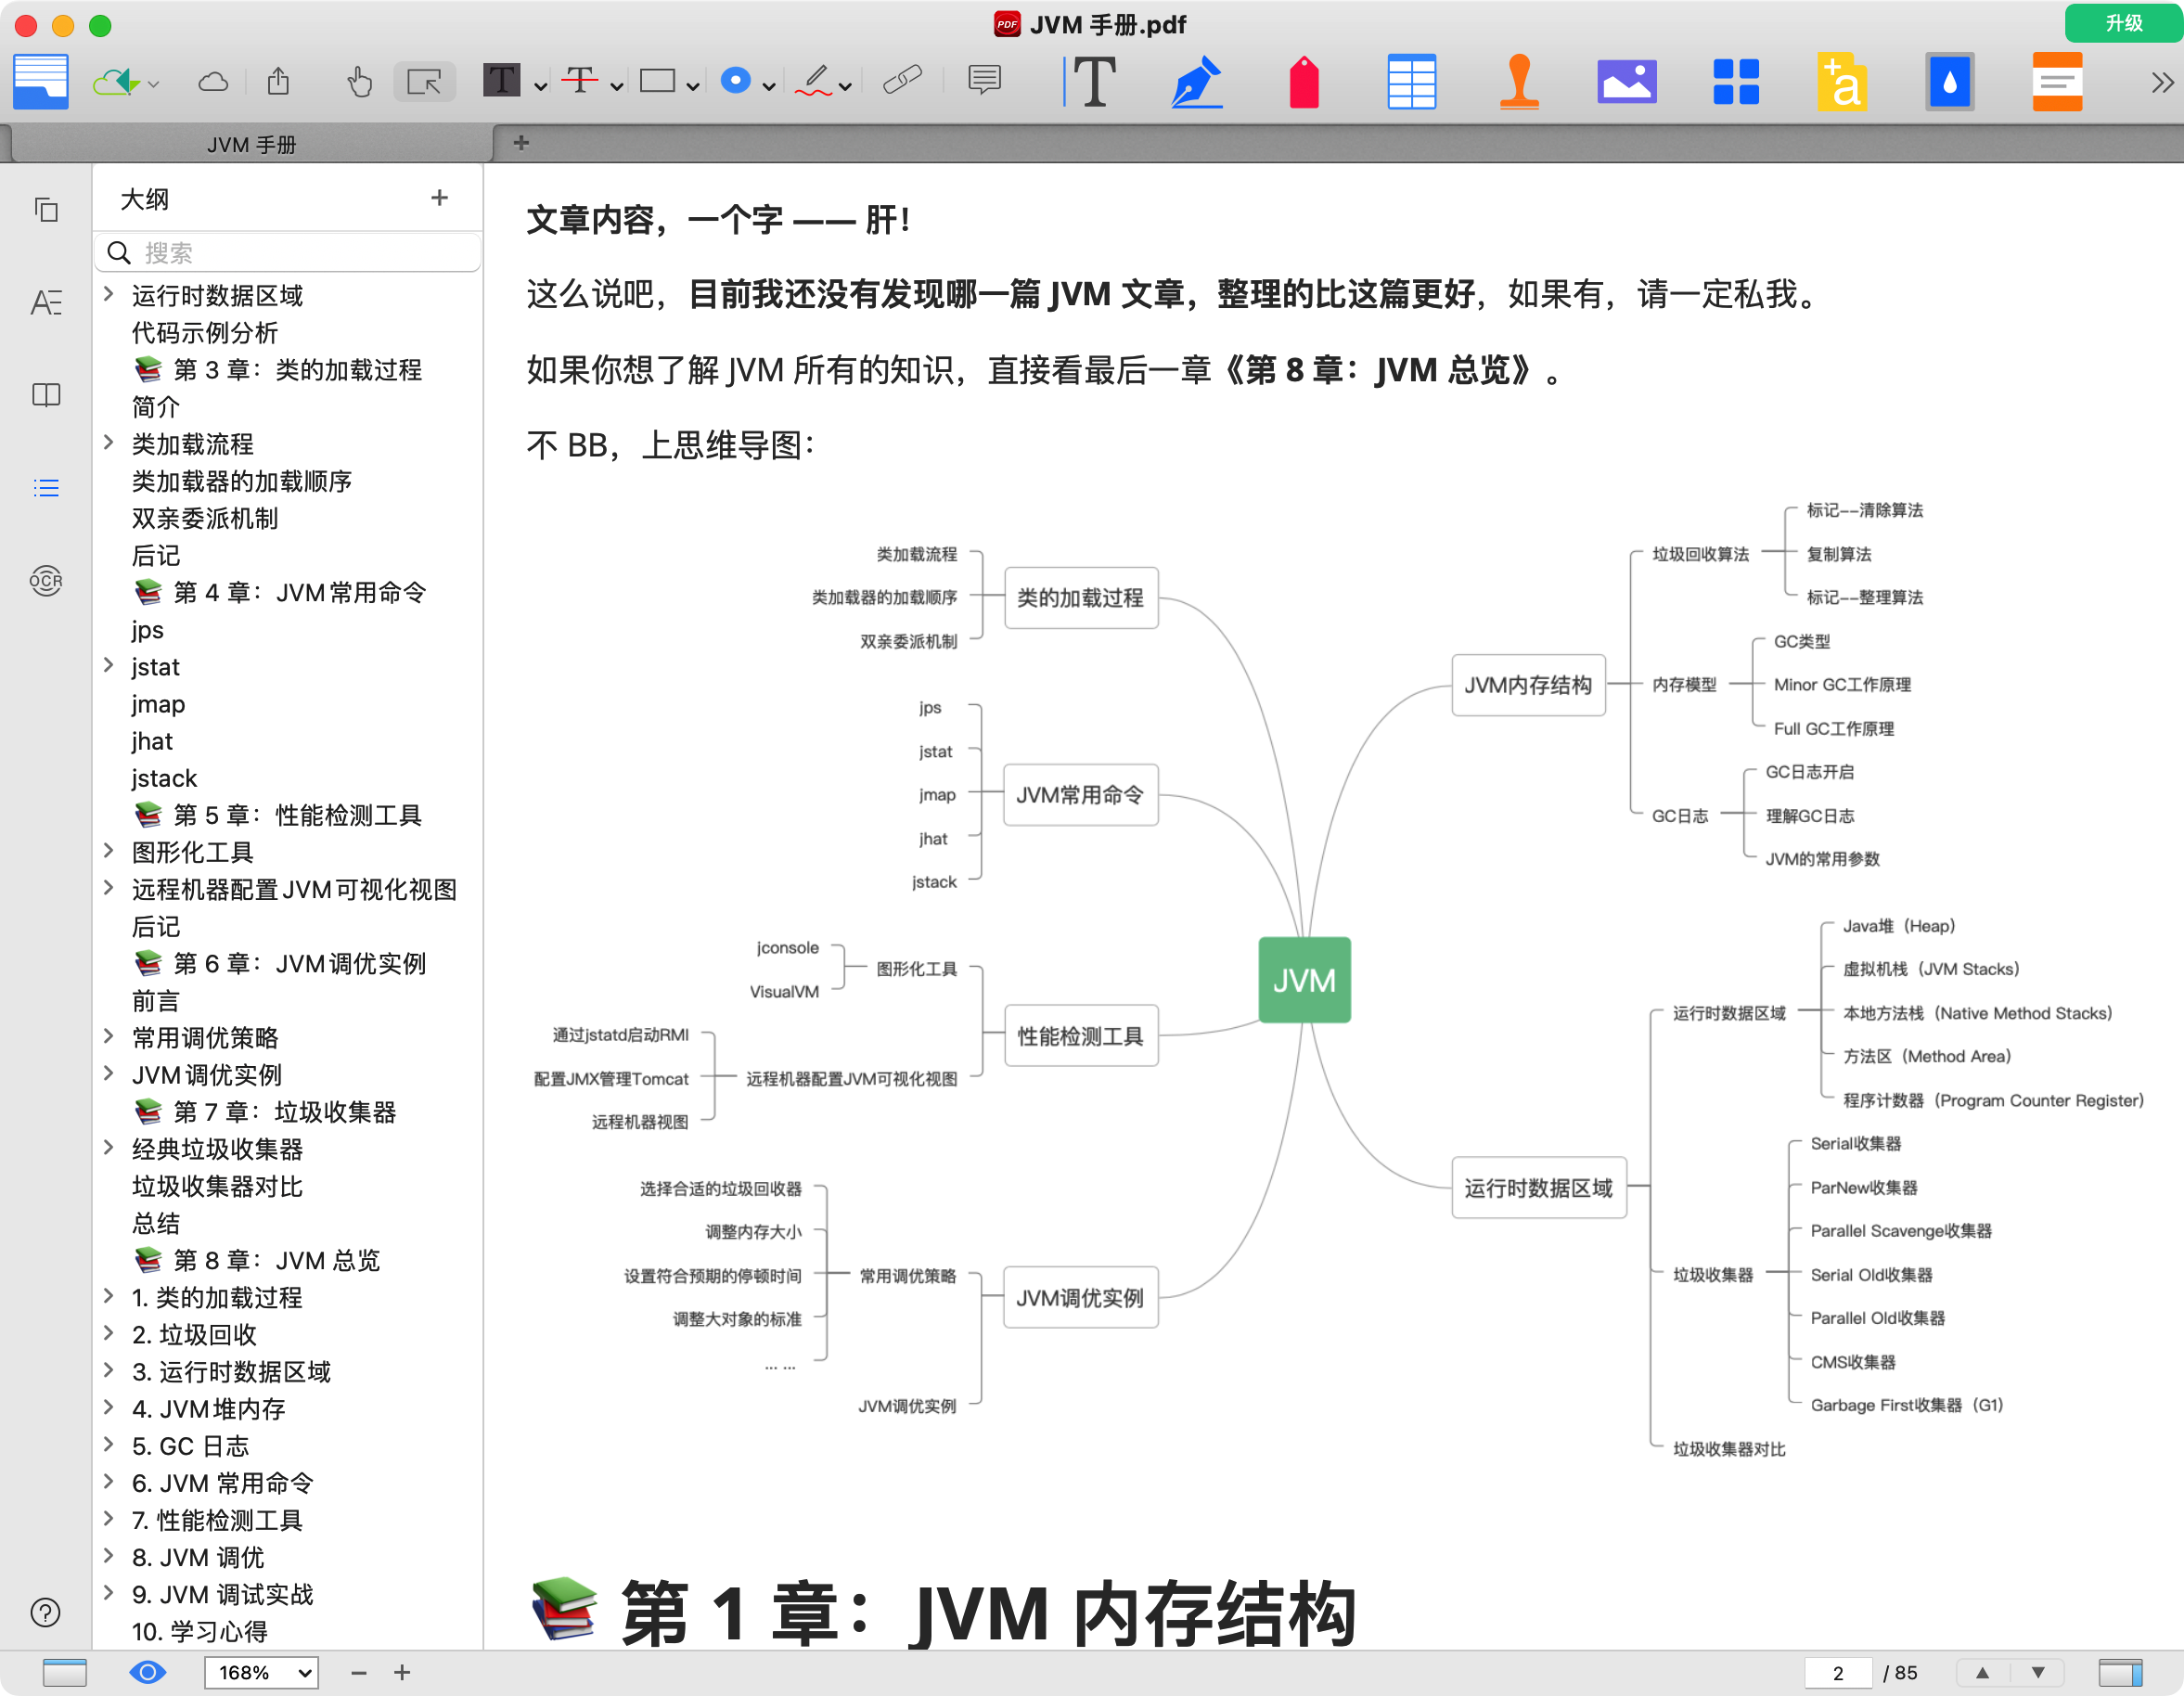 JVM 手册.pdf
升级
JVM 手册
大纲
搜索
运行时数据区域
代码示例分析
第 3 章：类的加载过程
简介
类加载流程
类加载器的加载顺序
双亲委派机制
后记
第 4 章：JVM常用命令
jps
jstat
jmap
jhat
jstack
第 5 章：性能检测工具
图形化工具
远程机器配置JVM可视化视图
后记
第 6 章：JVM调优实例
前言
常用调优策略
JVM调优实例
第 7 章：垃圾收集器
经典垃圾收集器
垃圾收集器对比
总结
第 8 章：JVM 总览
1. 类的加载过程
2. 垃圾回收
3. 运行时数据区域
4. JVM堆内存
5. GC 日志
6. JVM 常用命令
7. 性能检测工具
8. JVM 调优
9. JVM 调试实战
10. 学习心得
OCR
文章内容，一个字 —— 肝！
这么说吧，目前我还没有发现哪一篇 JVM 文章，整理的比这篇更好，如果有，请一定私我。
如果你想了解 JVM 所有的知识，直接看最后一章《第 8 章：JVM 总览》。
不 BB，上思维导图：
类加载流程
类加载器的加载顺序
双亲委派机制
类的加载过程
jps
jstat
jmap
jhat
jstack
JVM常用命令
jconsole
VisualVM
图形化工具
通过jstatd启动RMI
配置JMX管理Tomcat
远程机器视图
远程机器配置JVM可视化视图
性能检测工具
选择合适的垃圾回收器
调整内存大小
设置符合预期的停顿时间
调整大对象的标准
... ...
常用调优策略
JVM调优实例
JVM调优实例
JVM
JVM内存结构
垃圾回收算法
标记--清除算法
复制算法
标记--整理算法
内存模型
GC类型
Minor GC工作原理
Full GC工作原理
GC日志
GC日志开启
理解GC日志
JVM的常用参数
运行时数据区域
运行时数据区域
Java堆（Heap）
虚拟机栈（JVM Stacks）
本地方法栈（Native Method Stacks）
方法区（Method Area）
程序计数器（Program Counter Register）
垃圾收集器
Serial收集器
ParNew收集器
Parallel Scavenge收集器
Serial Old收集器
Parallel Old收集器
CMS收集器
Garbage First收集器（G1）
垃圾收集器对比
第 1 章：JVM 内存结构
168%
2 / 85